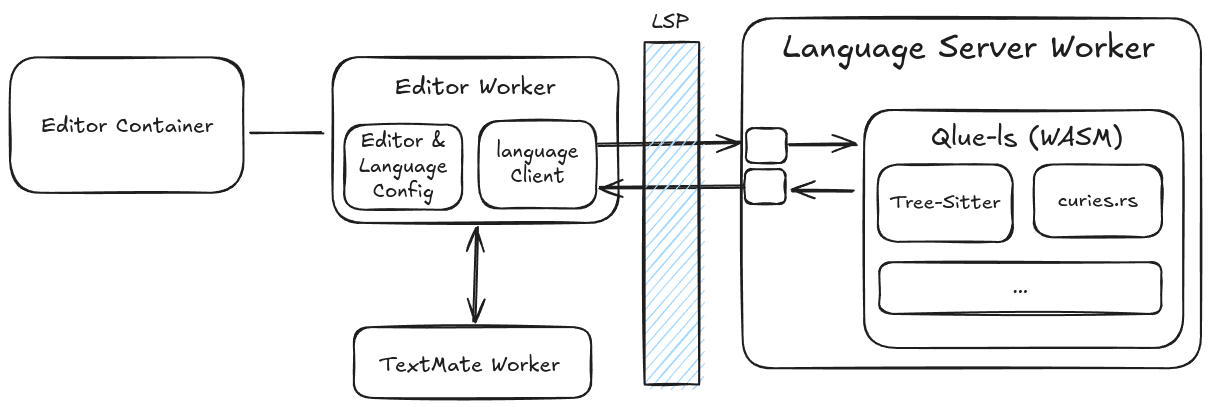 LSP
Language Server Worker
Editor Container
Editor Worker
Editor &
Language
Config
language
Client
Qlue-ls (WASM)
Tree-Sitter
curies.rs
...
TextMate Worker